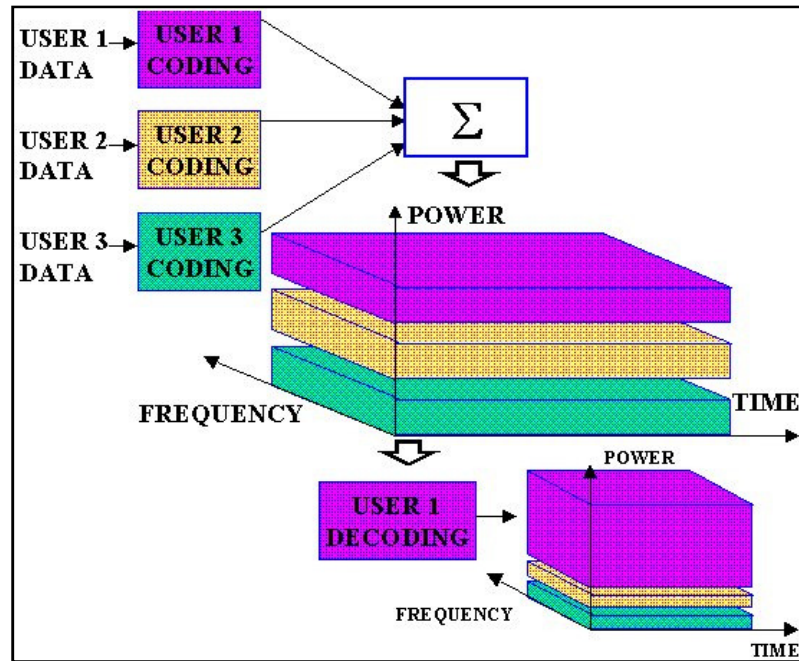 USER 1
DATA
USER 1
CODING
USER 2
DATA
USER 2
CODING
USER 3
DATA
USER 3
CODING
Σ
POWER
FREQUENCY
TIME
USER 1
DECODING
POWER
FREQUENCY
TIME